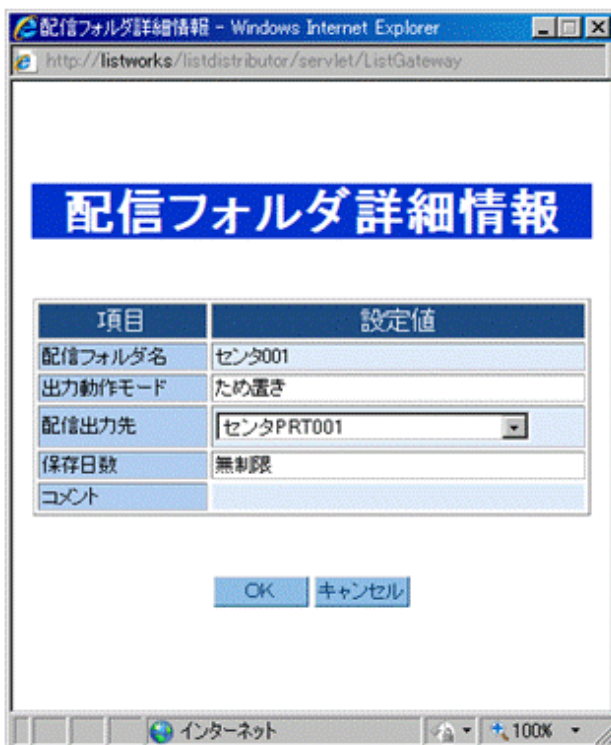 配信フォルダ詳細情報 - Windows Internet Explorer
http://listworks/listdistributor/servlet/ListGateway
配信フォルダ詳細情報
項目 設定値
配信フォルダ名 センタ001
出力動作モード ため置き
配信出力先 センタPRT001
保存日数 無制限
コメント
OK キャンセル
インターネット 100%